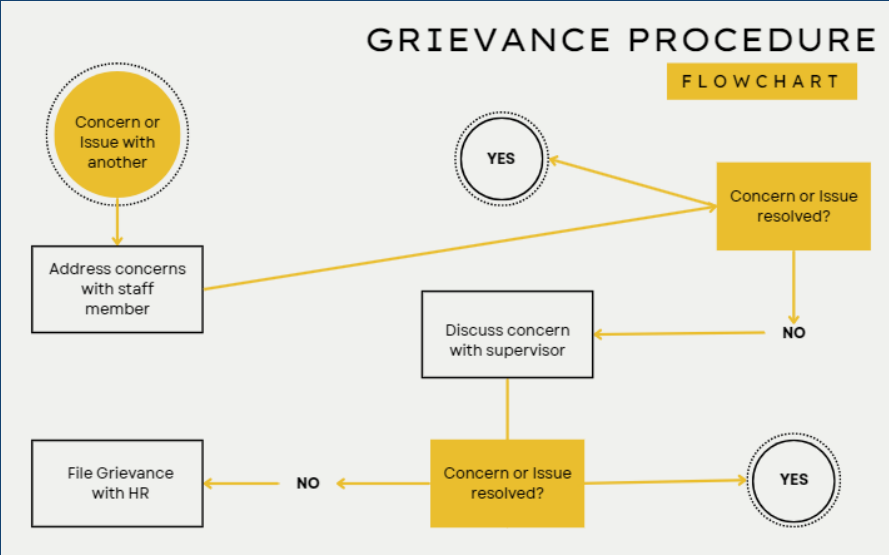 GRIEVANCE PROCEDURE
FLOWCHART
Concern or
Issue with
another
YES
Concern or Issue
resolved?
Address concerns
with staff
member
Discuss concern
with supervisor
NO
File Grievance
with HR
NO
Concern or Issue
resolved?
YES